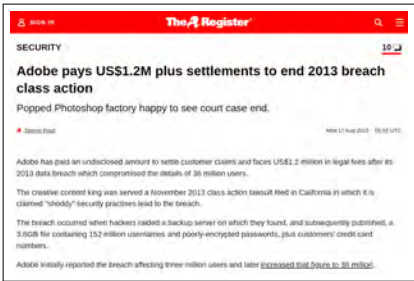 SIGN IN
The Register
SECURITY
10
Adobe pays US$1.2M plus settlements to end 2013 breach
class action
Popped Photoshop factory happy to see court case end.
Darren Pauli
Mon 17 Aug 2015
Adobe has paid an undisclosed amount to settle customer claims and faces US$1.2 million in legal fees after its
2013 data breach which compromised the details of 38 million users.
The creative content king was served a November 2013 class action lawsuit filed in California in which it is
claimed "shoddy" security practises lead to the breach.
The breach occurred when hackers raided a backup server on which they found, and subsequently published, a
3.8GB file containing 152 million usernames and poorly-encrypted passwords, plus customers' credit card
numbers.
Adobe initially reported the breach affecting three million users and later increased that figure to 38 million.